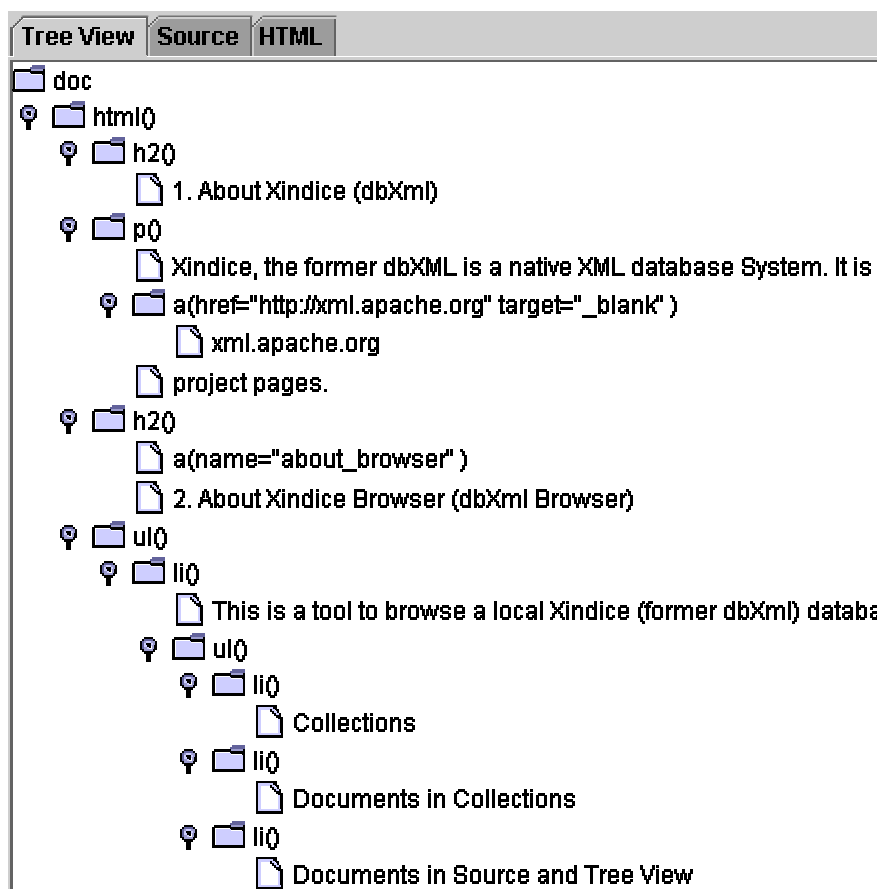 Tree View Source HTML
doc
html()
h2()
1. About Xindice (dbXml)
p()
Xindice, the former dbXML is a native XML database System. It is
a(href="http://xml.apache.org" target="_blank" )
xml.apache.org
project pages.
h2()
a(name="about_browser" )
2. About Xindice Browser (dbXml Browser)
ul()
li()
This is a tool to browse a local Xindice (former dbXml) databa
ul()
li()
Collections
li()
Documents in Collections
li()
Documents in Source and Tree View